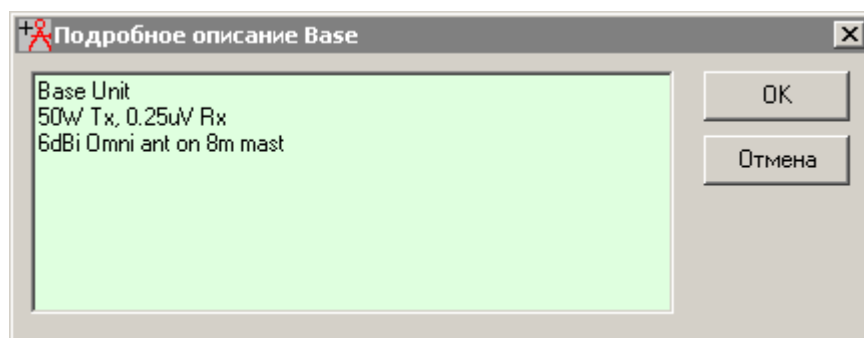 Подробное описание Base
Base Unit
50W Tx, 0.25uV Rx
6dBi Omni ant on 8m mast
OK
Отмена